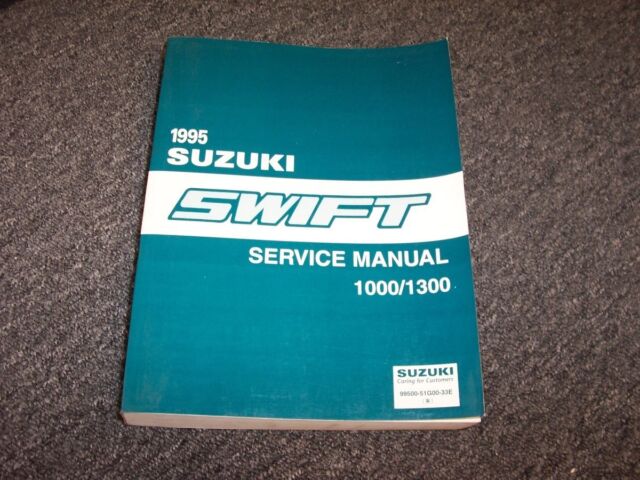 1995
SUZUKI
SWIFT
SERVICE MANUAL
1000/1300
SUZUKI
Caring for Customers
99500-51G00-33E